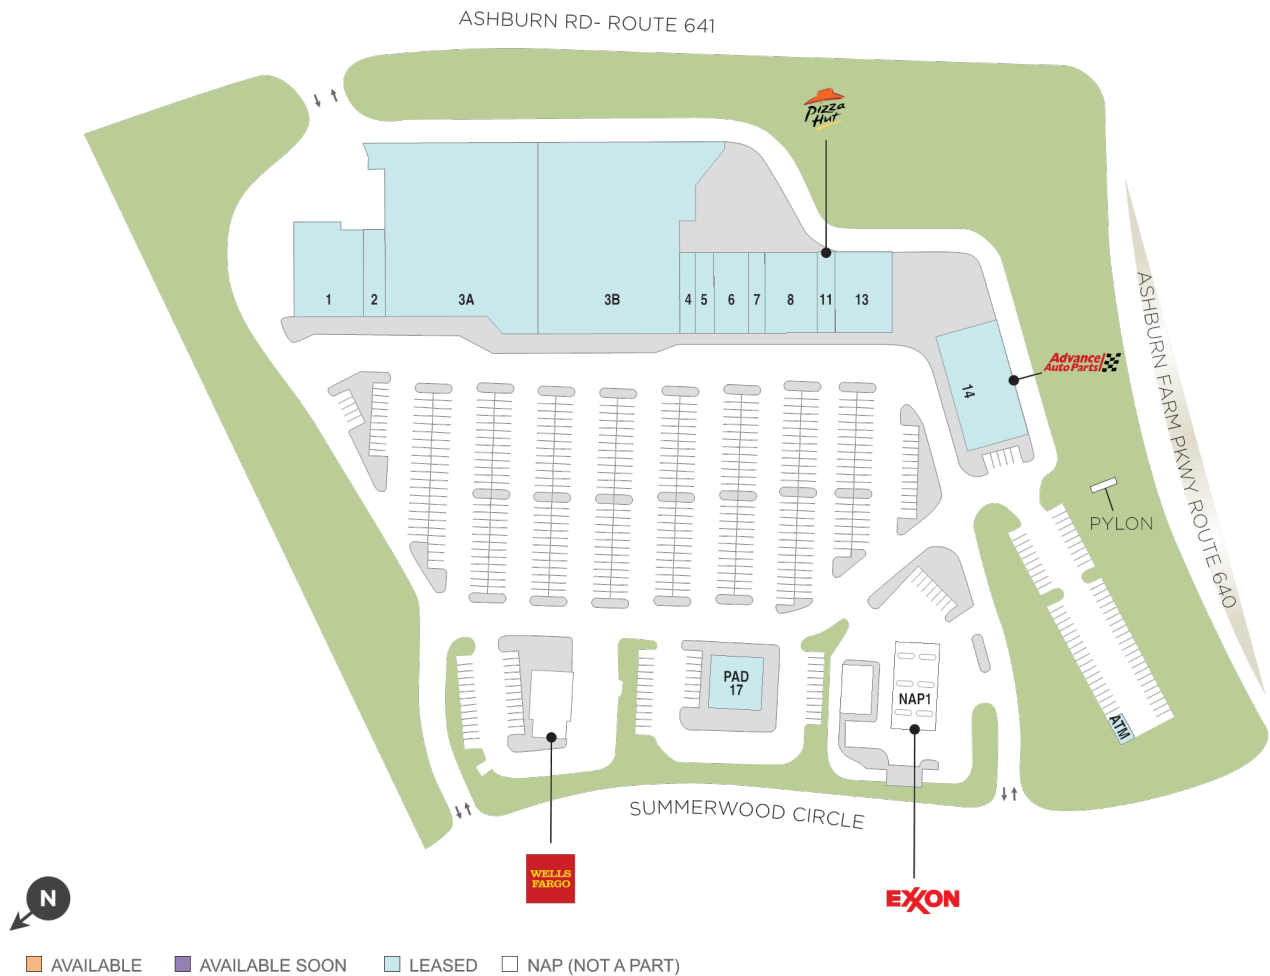 ASHBURN RD- ROUTE 641
Pizza
Hut
1
2
3A
3B
4
5
6
7
8
11
13
14
Advance
Auto Parts
ASHBURN FARM PKWY ROUTE 640
PYLON
PAD
17
NAP1
ATM
SUMMERWOOD CIRCLE
WELLS
FARGO
EXXON
N
AVAILABLE
AVAILABLE SOON
LEASED
NAP (NOT A PART)